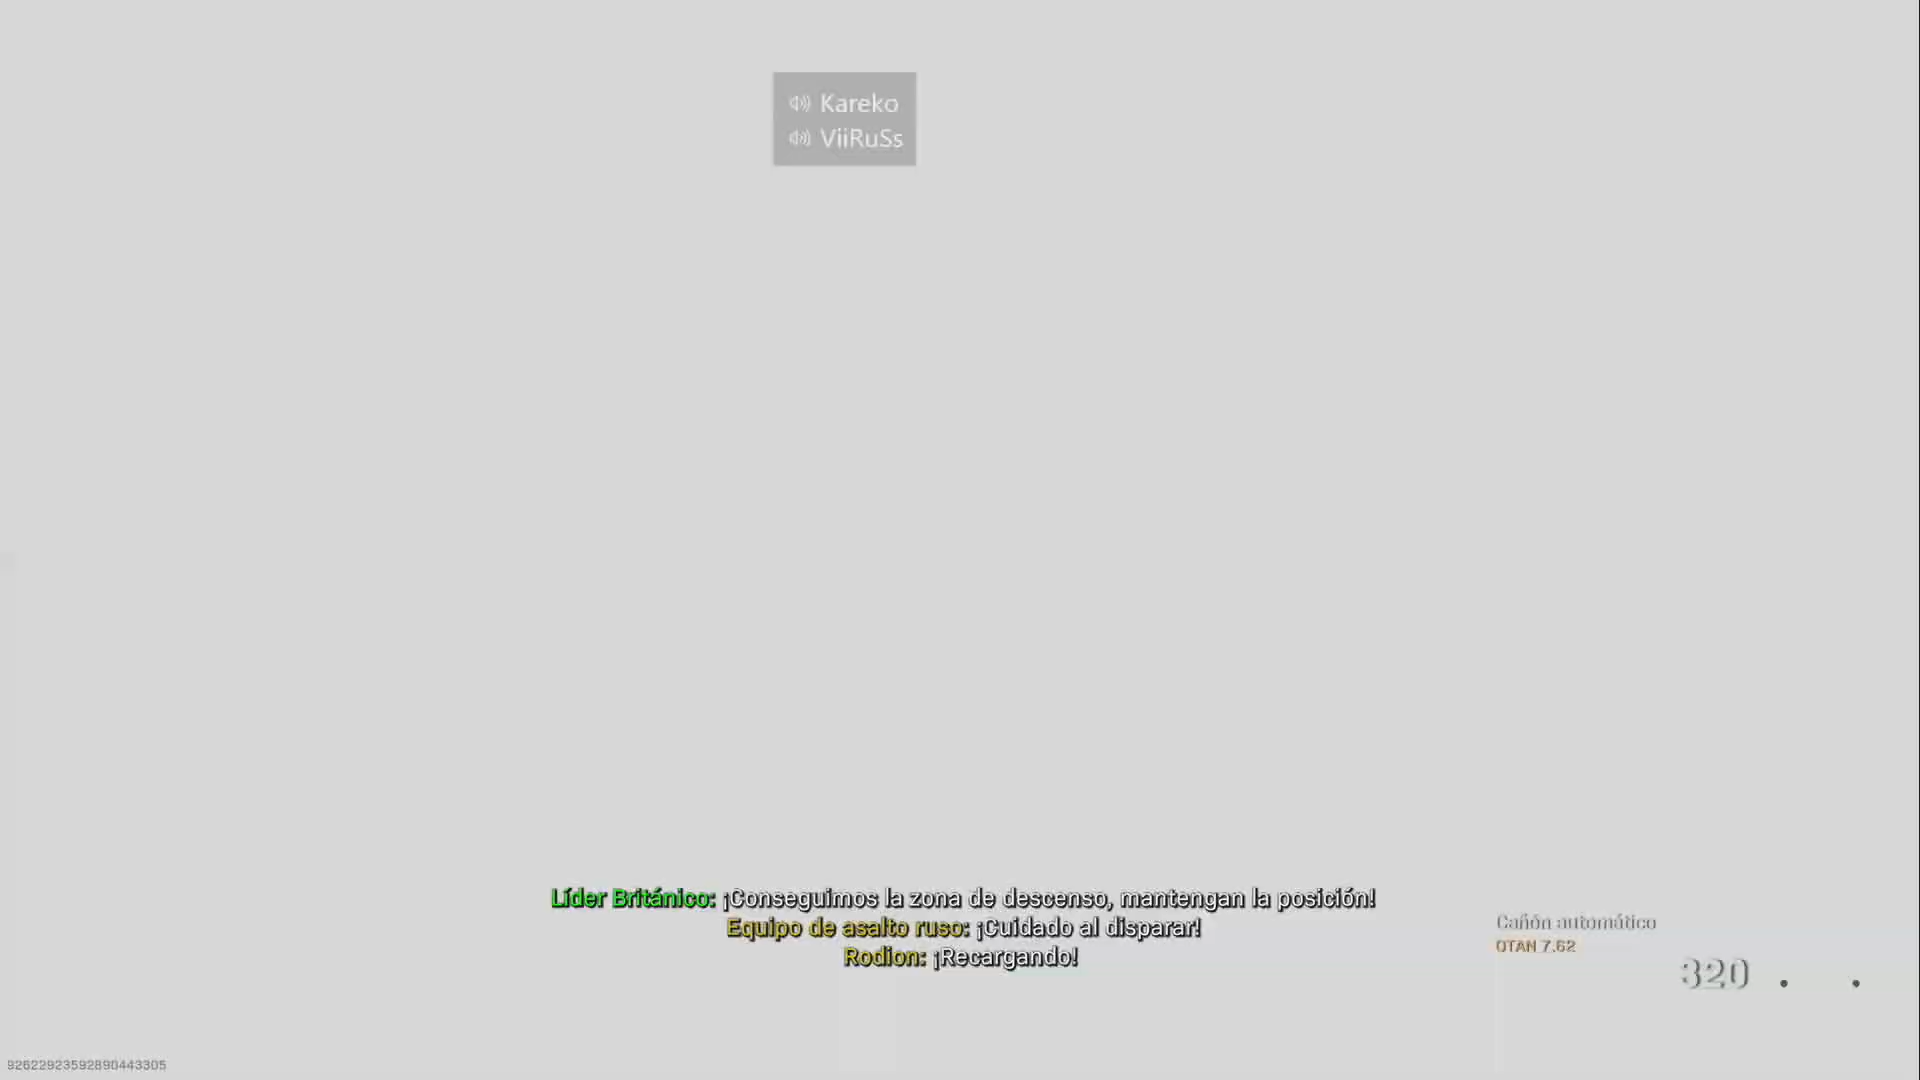 Kareko
ViiRuSs
Líder Británico: ¡Conseguimos la zona de descenso, mantengan la posición!
Equipo de asalto ruso: ¡Cuidado al disparar!
Rodion: ¡Recargando!
Cañón automático
OTAN 7.62
320
92622923592890443305